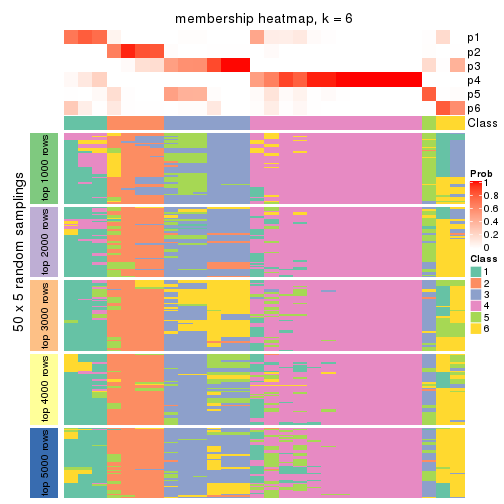 membership heatmap, k = 6
p1
p2
p3
p4
p5
p6
Class
50 x 5 random samplings
top 1000 rows
top 2000 rows
top 3000 rows
top 4000 rows
top 5000 rows
Prob
1
0.8
0.6
0.4
0.2
0
Class
1
2
3
4
5
6